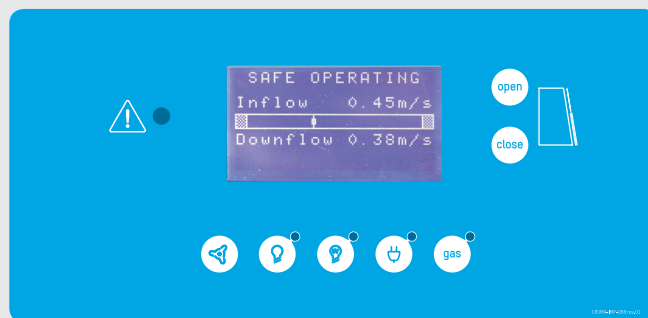 SAFE OPERATING
Inflow 0.45m/s
Downflow 0.38m/s
open
close
gas